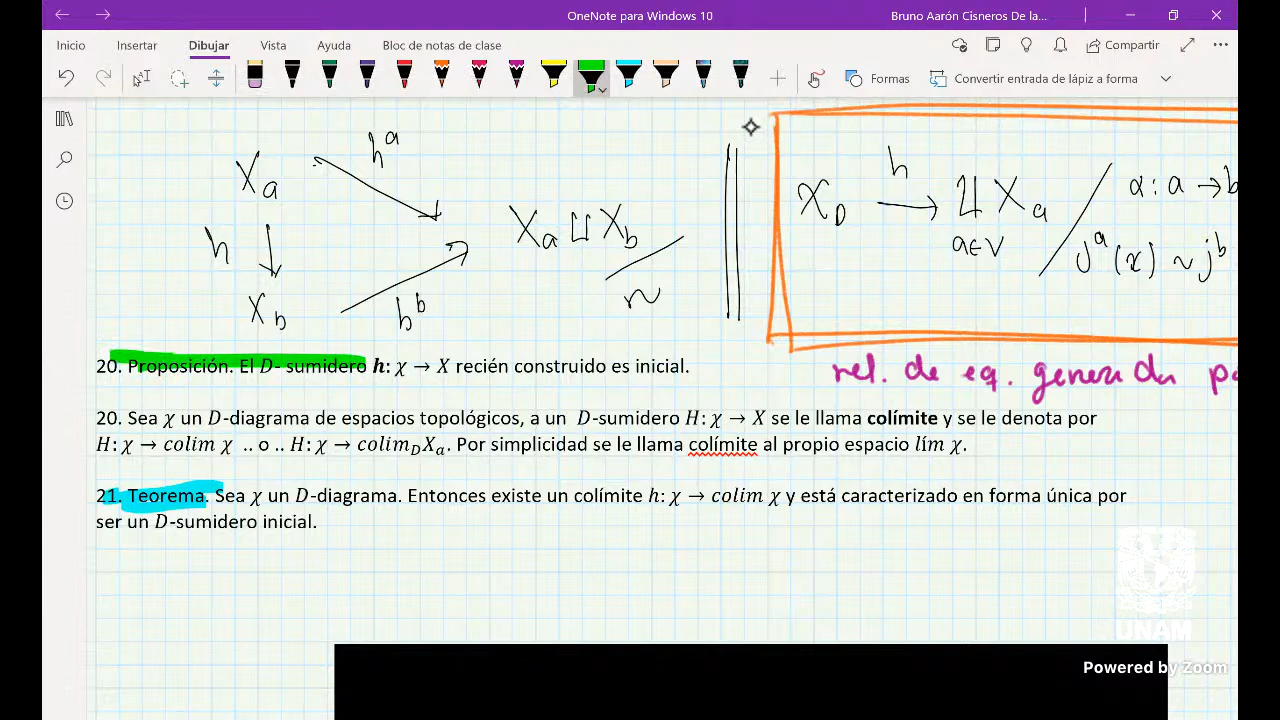 OneNote para Windows 10
Bruno Aarón Cisneros De la...
Inicio Insertar Dibujar Vista Ayuda Bloc de notas de clase Compartir
Formas Convertir entrada de lápiz a forma
h^a
X_a
h
X_b
h^b
X_a ⨿ X_b
/ ~
χ_D → h ⨿ X_a / α: a → b
a∈V
j^a (x) ~ j^b
20. Proposición. El D- sumidero h: χ → X recién construido es inicial.
rel. de eq. generada
20. Sea χ un D-diagrama de espacios topológicos, a un D-sumidero H: χ → X se le llama colímite y se le denota por
H: χ → colim χ .. o .. H: χ → colim_D X_a. Por simplicidad se le llama colímite al propio espacio lím χ.
21. Teorema. Sea χ un D-diagrama. Entonces existe un colímite h: χ → colim χ y está caracterizado en forma única por
ser un D-sumidero inicial.
UNAM
Powered by Zoom